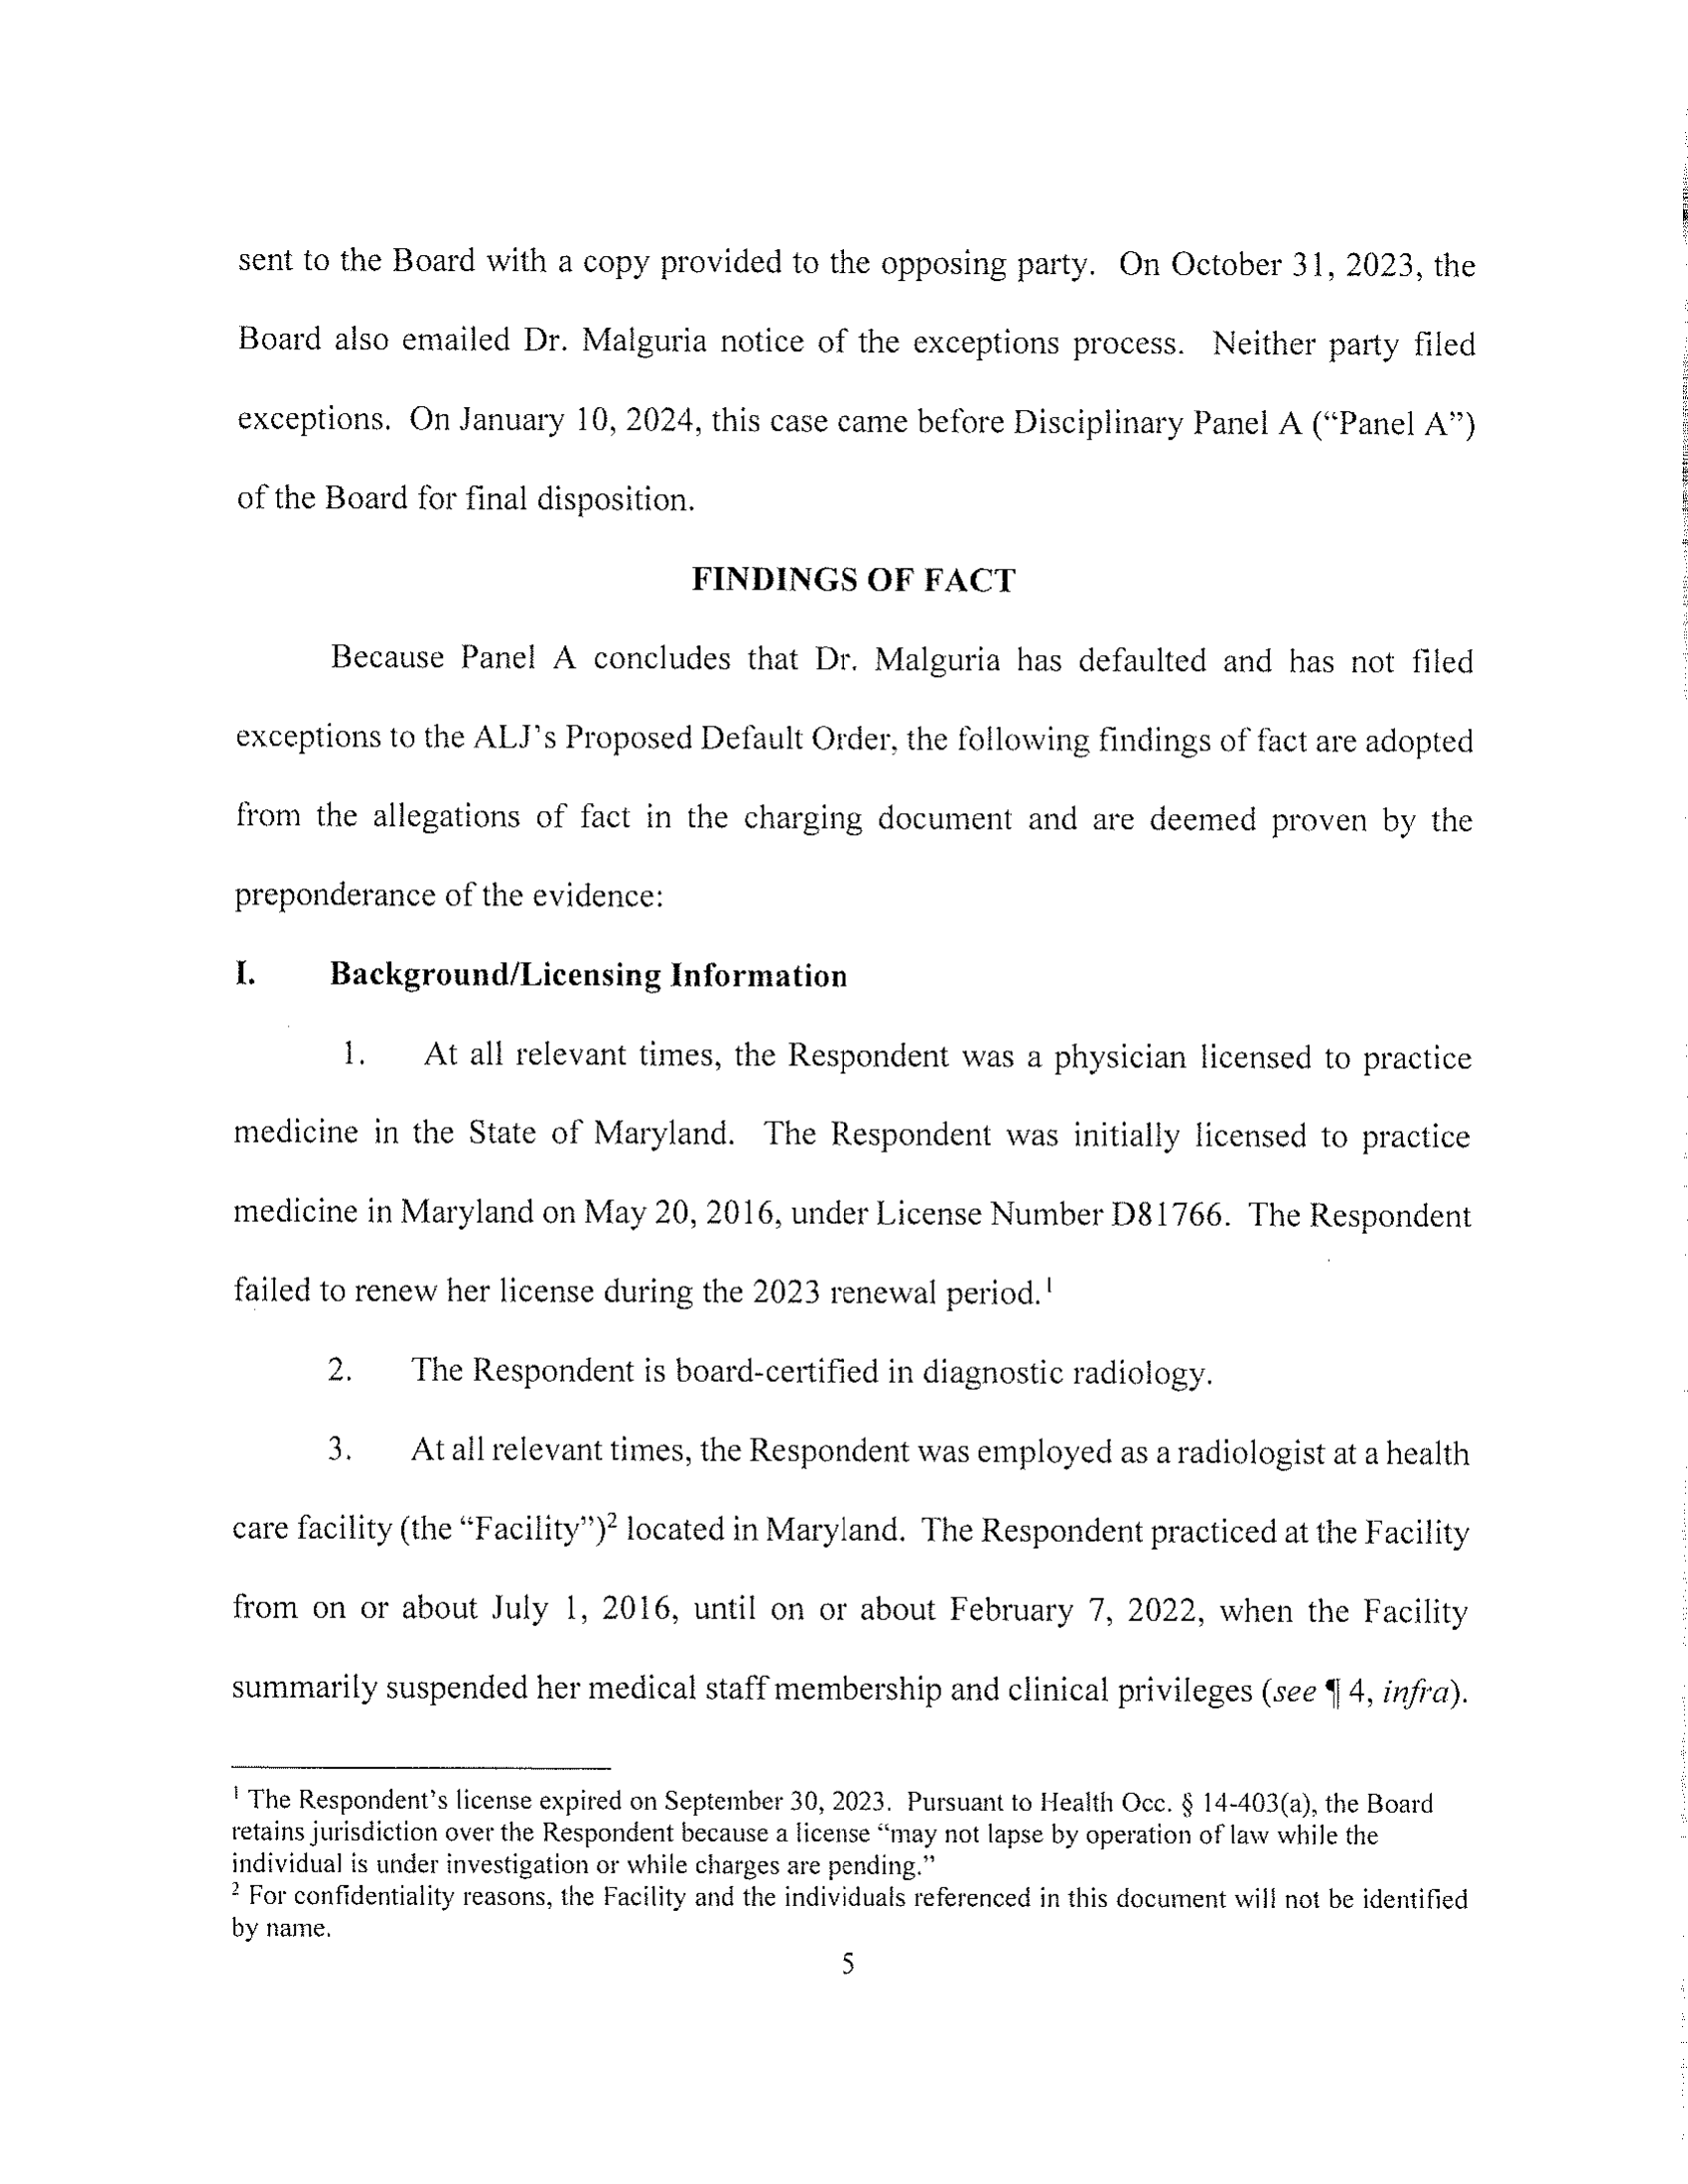 sent to the Board with a copy provided to the opposing party. On October 31, 2023, the
Board also emailed Dr. Malguria notice of the exceptions process. Neither party filed
exceptions. On January 10, 2024, this case came before Disciplinary Panel A (“Panel A”)
of the Board for final disposition.
FINDINGS OF FACT
Because Panel A concludes that Dr. Malguria has defaulted and has not filed
exceptions to the ALJ’s Proposed Default Order, the following findings of fact are adopted
from the allegations of fact in the charging document and are deemed proven by the
preponderance of the evidence:
I. Background/Licensing Information
1. At all relevant times, the Respondent was a physician licensed to practice
medicine in the State of Maryland. The Respondent was initially licensed to practice
medicine in Maryland on May 20, 2016, under License Number D81766. The Respondent
failed to renew her license during the 2023 renewal period.¹
2. The Respondent is board-certified in diagnostic radiology.
3. At all relevant times, the Respondent was employed as a radiologist at a health
care facility (the “Facility”)² located in Maryland. The Respondent practiced at the Facility
from on or about July 1, 2016, until on or about February 7, 2022, when the Facility
summarily suspended her medical staff membership and clinical privileges (see ¶ 4, infra).
¹ The Respondent’s license expired on September 30, 2023. Pursuant to Health Occ. § 14-403(a), the Board
retains jurisdiction over the Respondent because a license “may not lapse by operation of law while the
individual is under investigation or while charges are pending.”
² For confidentiality reasons, the Facility and the individuals referenced in this document will not be identified
by name.
5